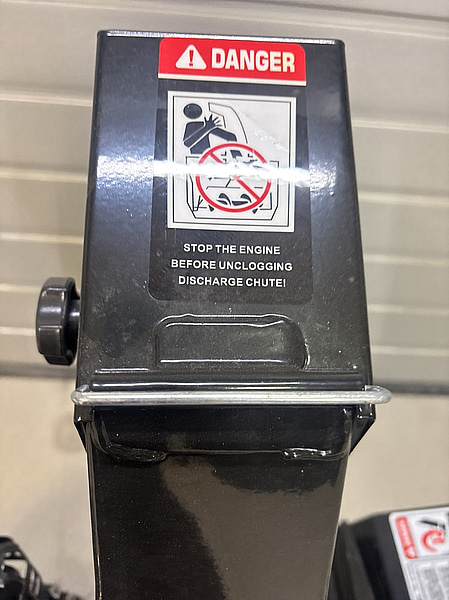 DANGER
STOP THE ENGINE
BEFORE UNCLOGGING
DISCHARGE CHUTE!